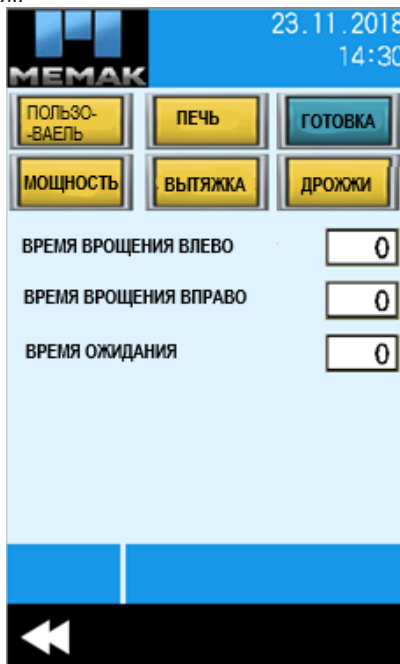 23.11.2018
14:30
MEMAK
ПОЛЬЗО-
-ВАЕЛЬ
ПЕЧЬ
ГОТОВКА
МОЩНОСТЬ
ВЫТЯЖКА
ДРОЖЖИ
ВРЕМЯ ВРОЩЕНИЯ ВЛЕВО 0
ВРЕМЯ ВРОЩЕНИЯ ВПРАВО 0
ВРЕМЯ ОЖИДАНИЯ 0